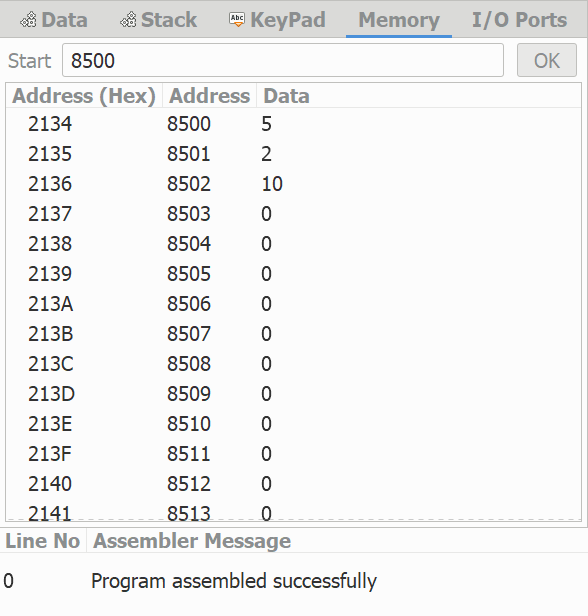 Data Stack Abc KeyPad Memory I/O Ports
Start 8500 OK
Address (Hex) Address Data
2134 8500 5
2135 8501 2
2136 8502 10
2137 8503 0
2138 8504 0
2139 8505 0
213A 8506 0
213B 8507 0
213C 8508 0
213D 8509 0
213E 8510 0
213F 8511 0
2140 8512 0
2141 8513 0
Line No Assembler Message
0 Program assembled successfully